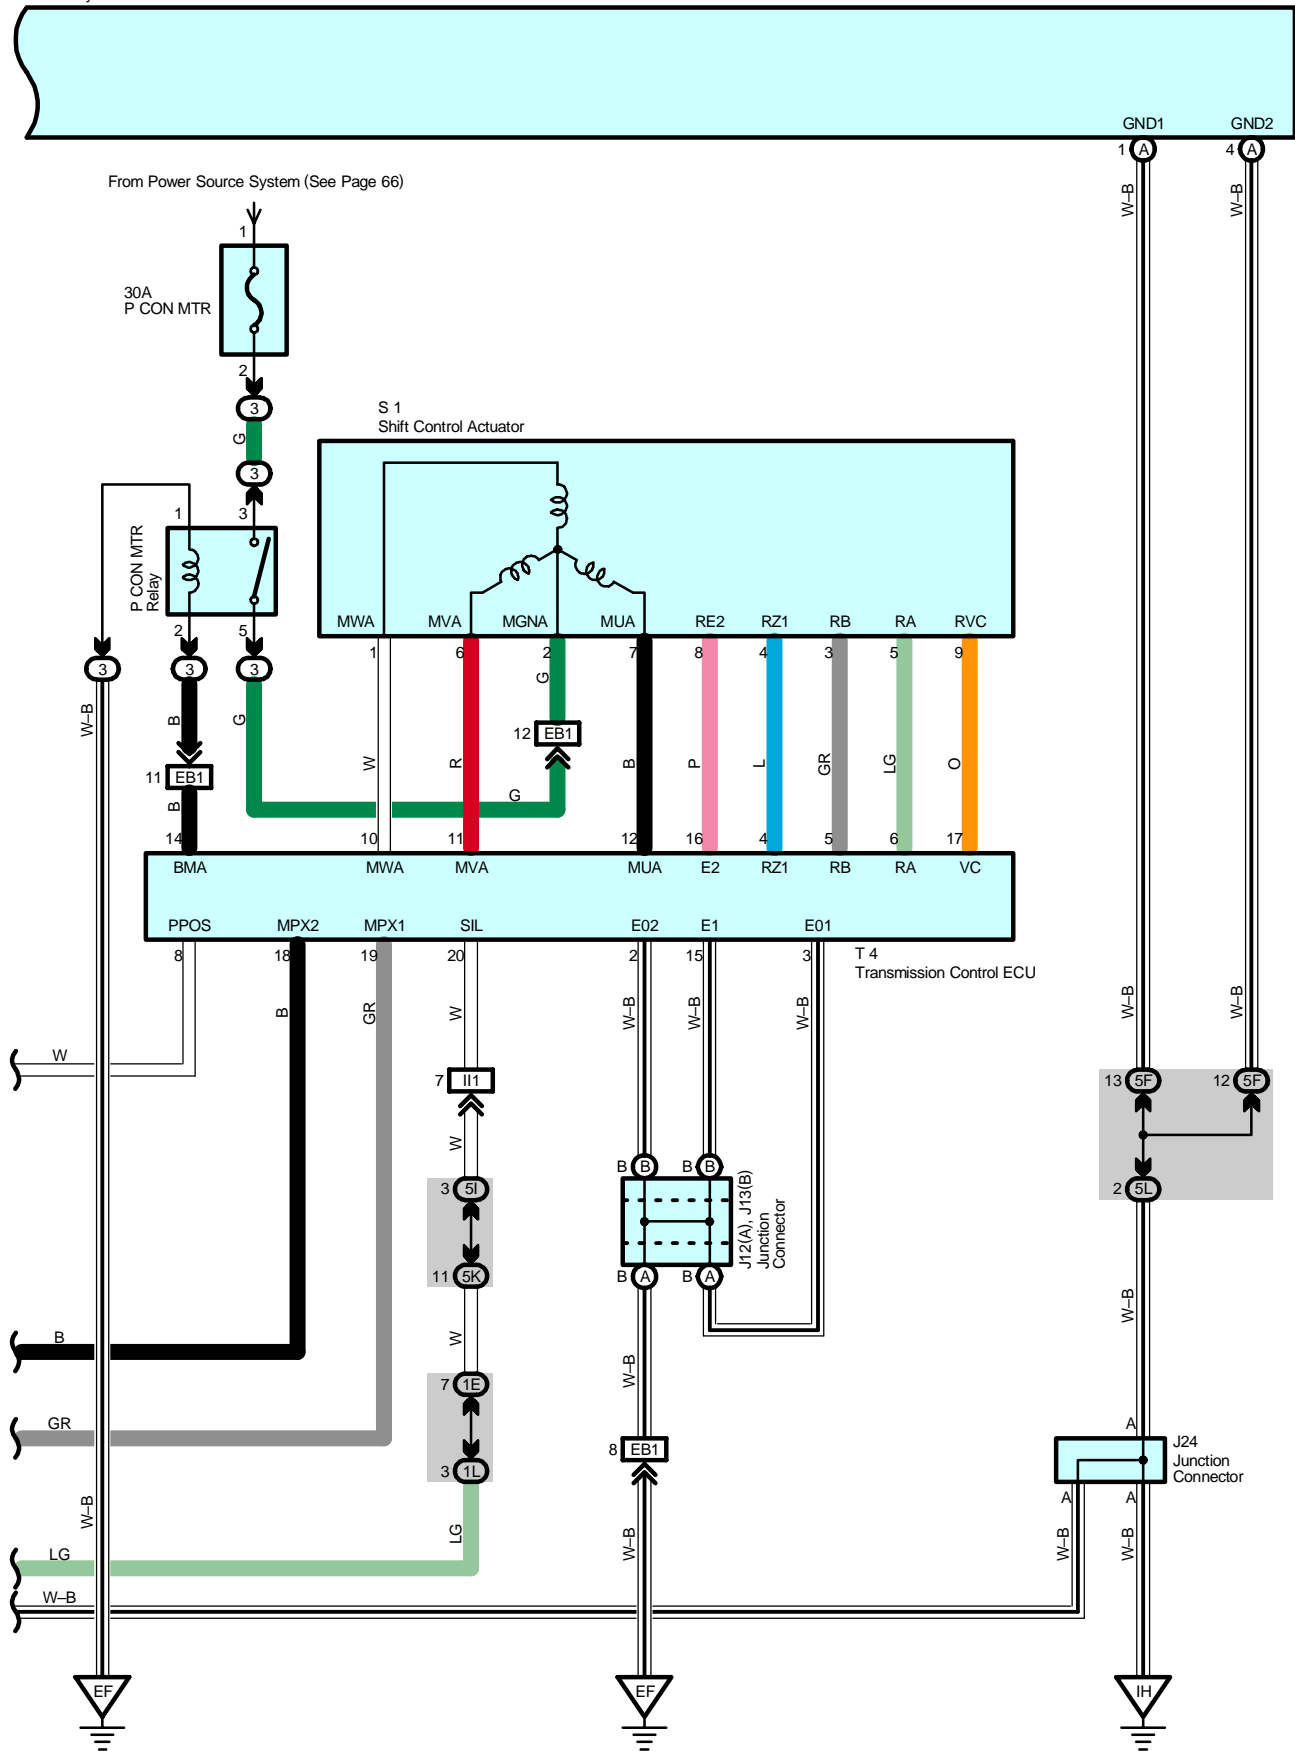 GND1 GND2
1 A 4 A
From Power Source System (See Page 66)
W–B W–B
1
30A
P CON MTR
2
3
G
S 1
Shift Control Actuator
3
1 3
P CON MTR
Relay
2 5
MWA MVA MGNA MUA RE2 RZ1 RB RA RVC
1 6 2 7 8 4 3 5 9
3 3 3
W–B B G
G
12 EB1
W R B P L GR LG O
11 EB1
B
G
14 10 11 12 16 4 5 6 17
BMA MWA MVA MUA E2 RZ1 RB RA VC
PPOS MPX2 MPX1 SIL E02 E1 E01
8 18 19 20 2 15 3
T 4
Transmission Control ECU
B GR W W–B W–B W–B W–B W–B
W
7 II1
13 5F 12 5F
W
B B B B
3 5I
2 5L
J12(A), J13(B)
Junction
Connector
11 5K
B A B A
W–B
B
W
W–B
7 1E
GR
A
8 EB1
J24
Junction
Connector
3 1L
A A
W–B
LG
W–B
W–B
W–B
LG
W–B
EF EF IH